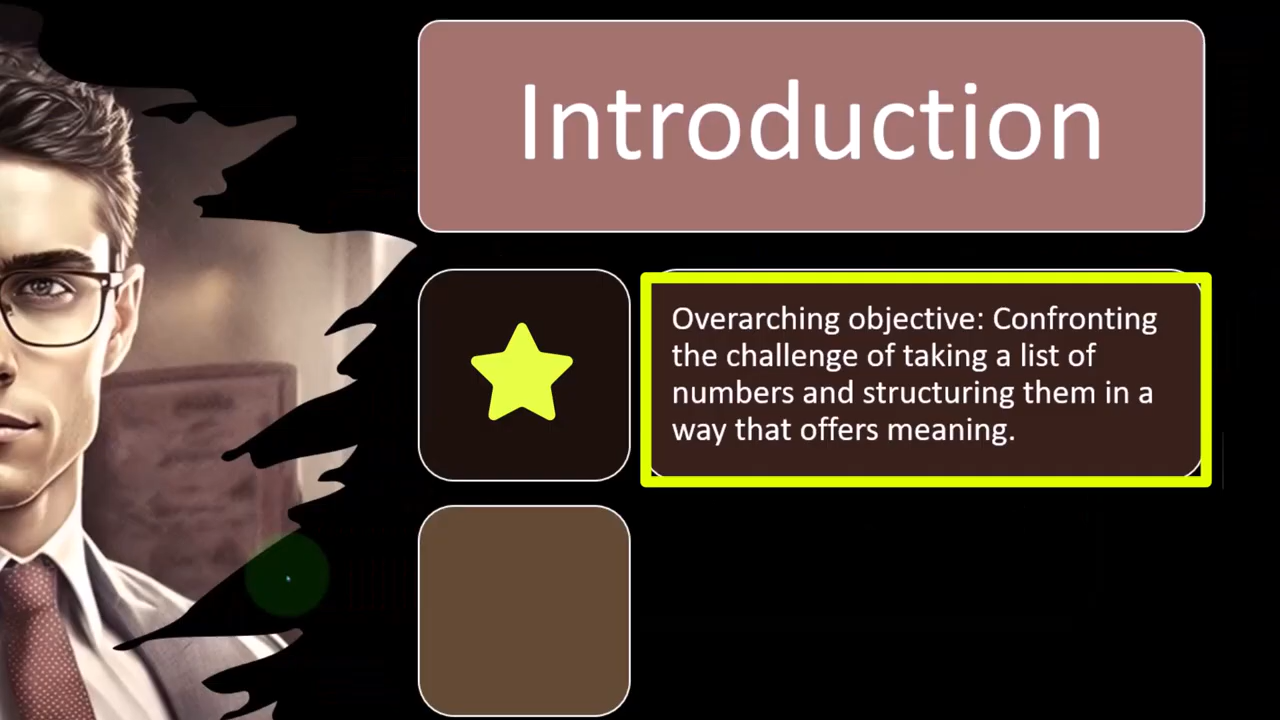 Introduction
Overarching objective: Confronting
the challenge of taking a list of
numbers and structuring them in a
way that offers meaning.